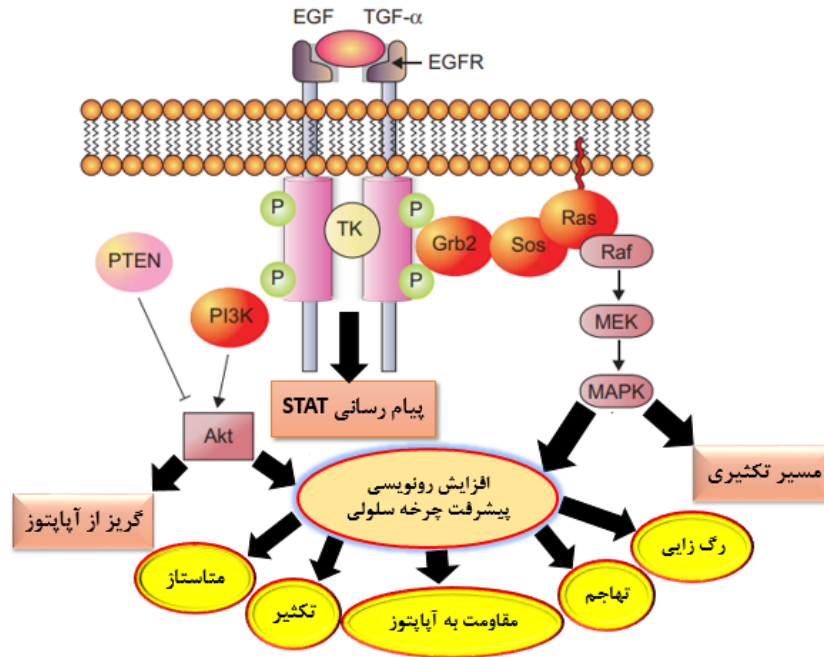 EGF
TGF-α
EGFR
P
P
TK
P
P
Grb2
Sos
Ras
Raf
PTEN
PI3K
MEK
MAPK
Akt
پیام رسانی STAT
مسیر تکثیری
گریز از آپاپتوز
افزایش رونویسی
پیشرفت چرخه سلولی
رگ زایی
متاستاژ
تهاجم
تکثیر
مقاومت به آپاپتوز